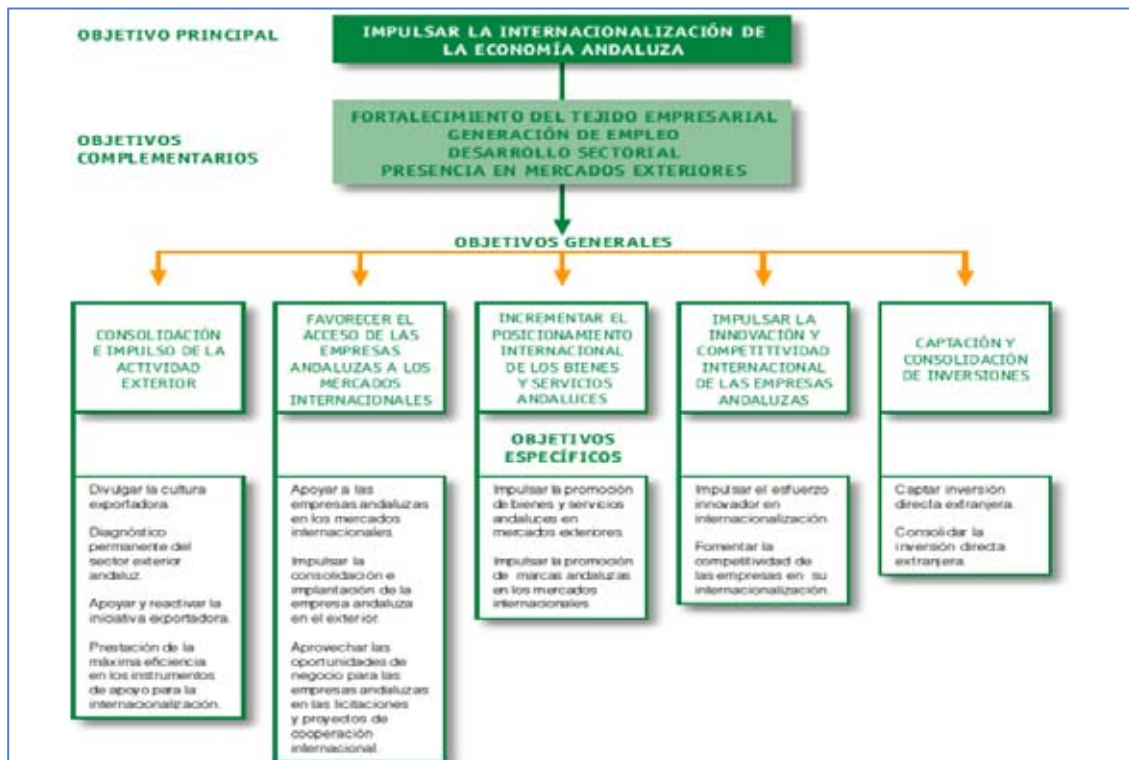 OBJETIVO PRINCIPAL
IMPULSAR LA INTERNACIONALIZACIÓN DE
LA ECONOMÍA ANDALUZA
OBJETIVOS
COMPLEMENTARIOS
FORTALECIMIENTO DEL TEJIDO EMPRESARIAL
GENERACIÓN DE EMPLEO
DESARROLLO SECTORIAL
PRESENCIA EN MERCADOS EXTERIORES
OBJETIVOS GENERALES
CONSOLIDACIÓN
E IMPULSO DE LA
ACTIVIDAD
EXTERIOR
FAVORECER EL
ACCESO DE LAS
EMPRESAS
ANDALUZAS A LOS
MERCADOS
INTERNACIONALES
INCREMENTAR EL
POSICIONAMIENTO
INTERNACIONAL
DE LOS BIENES
Y SERVICIOS
ANDALUCES
IMPULSAR LA
INNOVACIÓN Y
COMPETITIVIDAD
INTERNACIONAL
DE LAS EMPRESAS
ANDALUZAS
CAPTACIÓN Y
CONSOLIDACIÓN
DE INVERSIONES
OBJETIVOS
ESPECÍFICOS
Divulgar la cultura
exportadora.
Diagnóstico
permanente del
sector exterior
andaluz.
Apoyar y reactivar la
iniciativa exportadora.
Prestación de la
máxima eficiencia
en los instrumentos
de apoyo para la
internacionalización.
Apoyar a las
empresas andaluzas
en los mercados
internacionales.
Impulsar la
consolidación e
implantación de la
empresa andaluza
en el exterior.
Aprovechar las
oportunidades de
negocio para las
empresas andaluzas
en las licitaciones
y proyectos de
cooperación
internacional.
Impulsar la promoción
de bienes y servicios
andaluces en
mercados exteriores
Impulsar la promoción
de marcas andaluzas
en los mercados
internacionales.
Impulsar el esfuerzo
innovador en
internacionalización.
Fomentar la
competitividad de
las empresas en su
internacionalización.
Captar inversión
directa extranjera.
Consolidar la
inversión directa
extranjera.